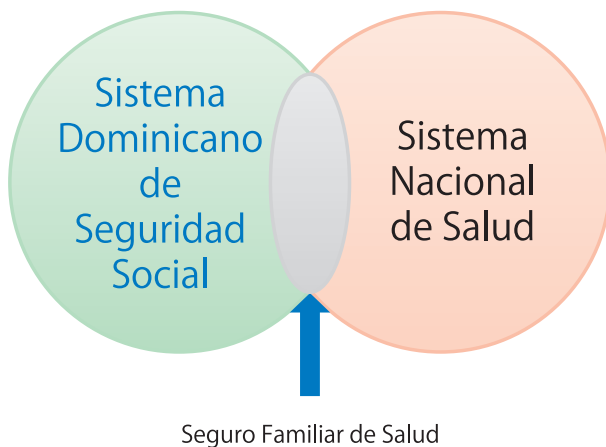 Sistema
Dominicano
de
Seguridad
Social
Sistema
Nacional
de Salud
Seguro Familiar de Salud